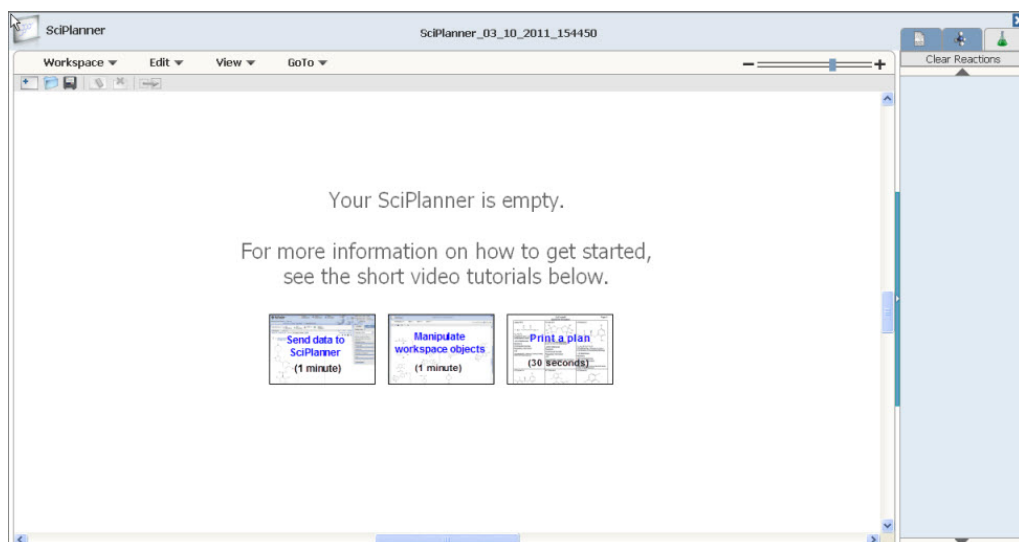 SciPlanner
SciPlanner_03_10_2011_154450
Workspace Edit View GoTo
Clear Reactions
Your SciPlanner is empty.
For more information on how to get started,
see the short video tutorials below.
Send data to
SciPlanner
(1 minute)
Manipulate
workspace objects
(1 minute)
Print a plan
(30 seconds)